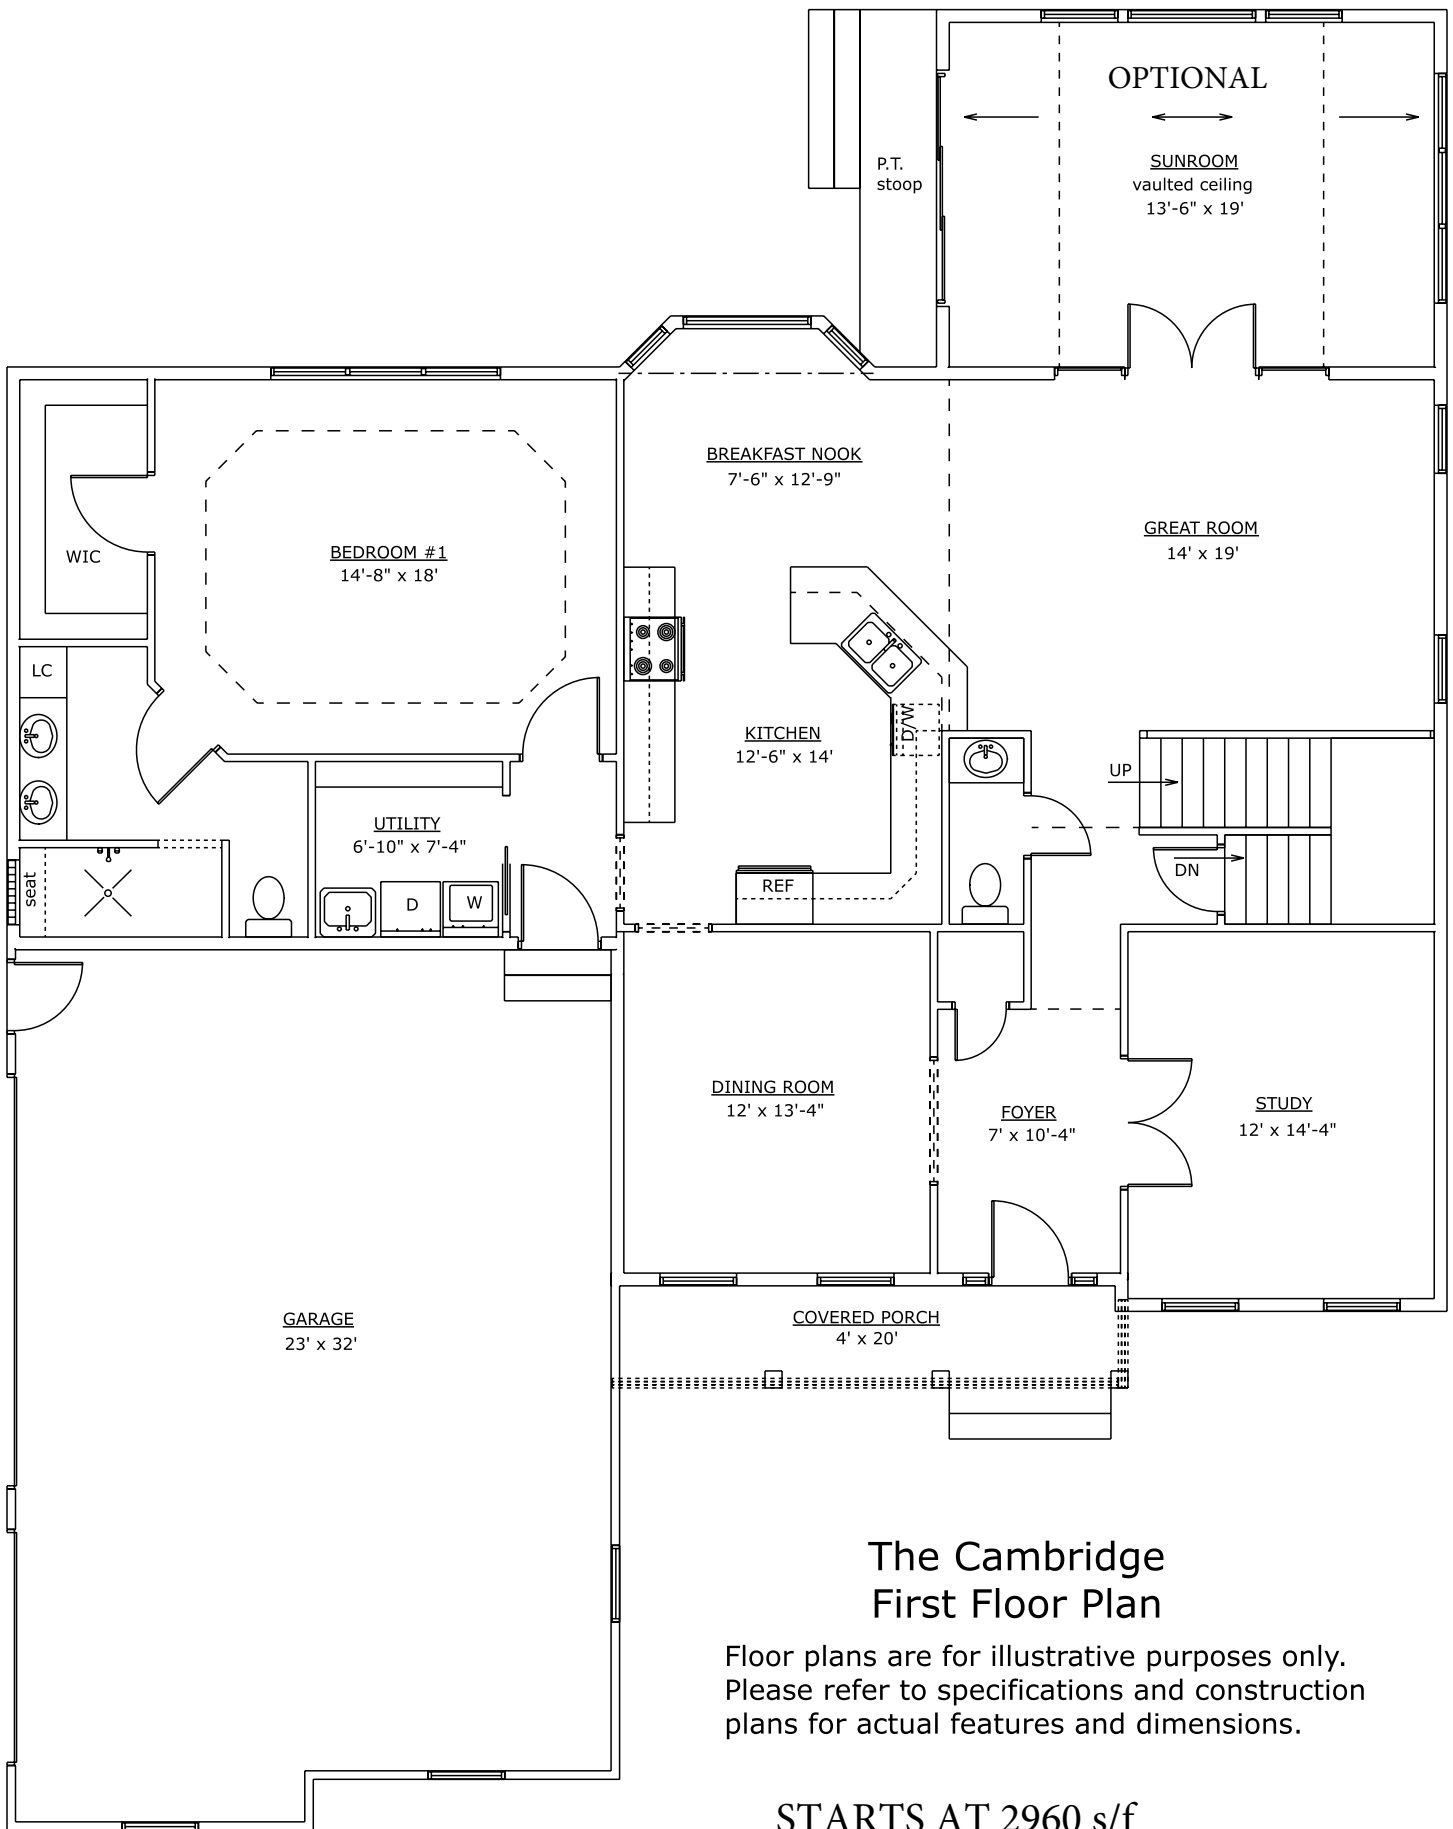 OPTIONAL
P.T.
stoop
SUNROOM
vaulted ceiling
13'-6" x 19'
BREAKFAST NOOK
7'-6" x 12'-9"
GREAT ROOM
14' x 19'
WIC
BEDROOM #1
14'-8" x 18'
LC
KITCHEN
12'-6" x 14'
D/W
UP
UTILITY
6'-10" x 7'-4"
DN
seat
D
W
REF
DINING ROOM
12' x 13'-4"
FOYER
7' x 10'-4"
STUDY
12' x 14'-4"
GARAGE
23' x 32'
COVERED PORCH
4' x 20'
The Cambridge
First Floor Plan
Floor plans are for illustrative purposes only.
Please refer to specifications and construction
plans for actual features and dimensions.
STARTS AT 2960 s/f